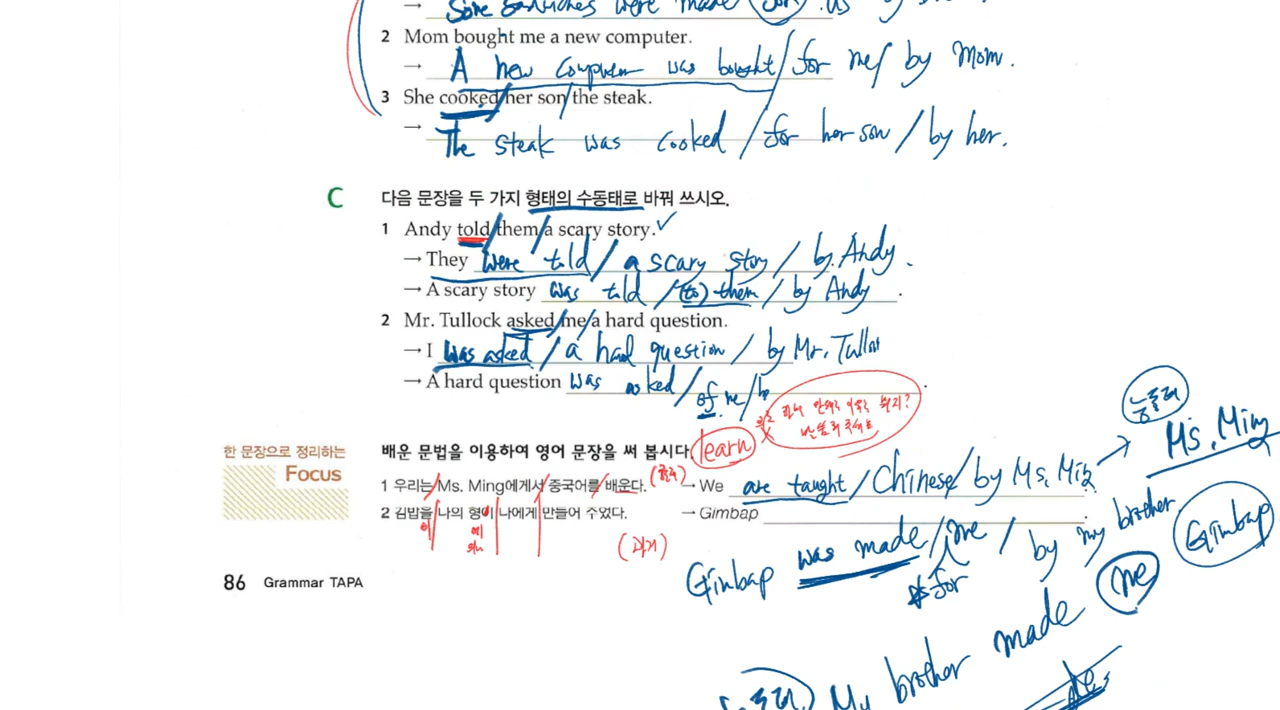 → Some sandwiches were made for us by
2 Mom bought me a new computer.
→ A new computer was bought / for me / by Mom.
3 She cooked / her son / the steak.
→ The steak was cooked / for her son / by her.
C 다음 문장을 두 가지 형태의 수동태로 바꿔 쓰시오.
1 Andy told / them / a scary story. ✓
→ They were told / a scary story / by Andy.
→ A scary story was told / (to) them / by Andy.
2 Mr. Tullock asked / me / a hard question.
→ I was asked / a hard question / by Mr.
→ A hard question was asked / of me /
한 문장으로 정리하는
Focus
배운 문법을 이용하여 영어 문장을 써 봅시다.
learn
1 우리는 Ms. Ming에게서 중국어를 배운다. → We are taught / Chinese / by Ms. Ming
Ms. Ming
2 김밥을 나의 형이 나에게 만들어 주었다. → Gimbap
(과거)
Gimbap was made / me / by my brother
for
Gimbap
My brother made me
86 Grammar TAPA